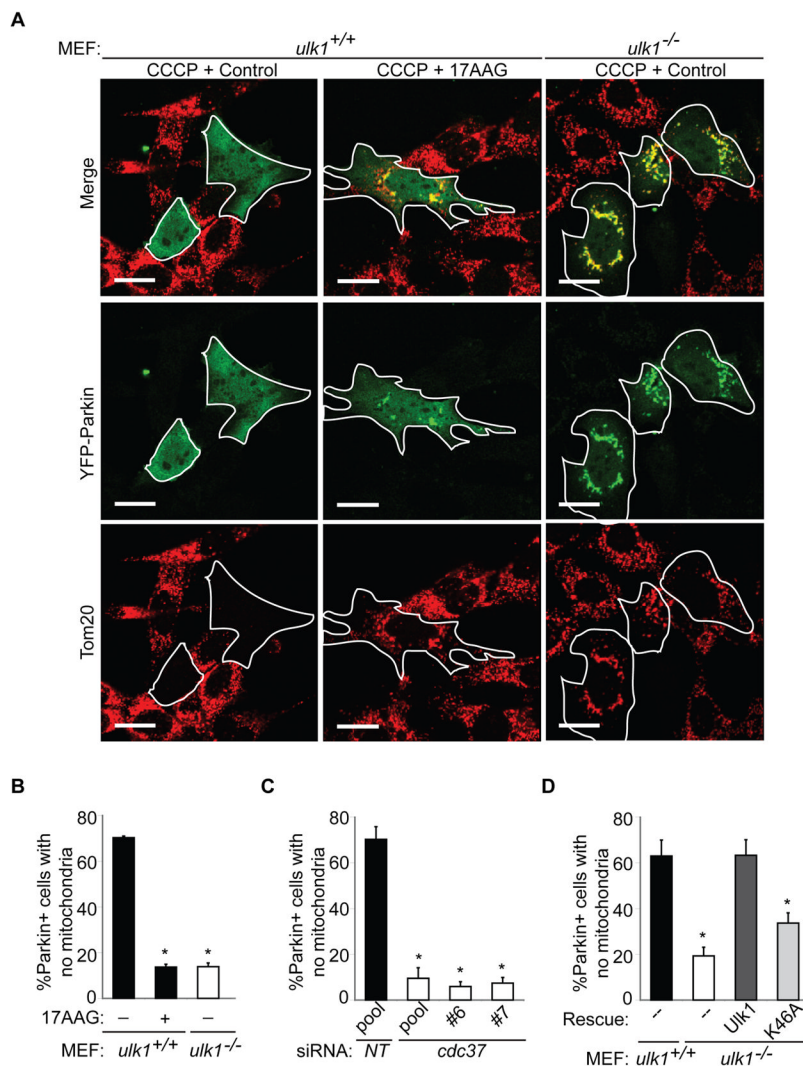 A
MEF: ulk1+/+ ulk1-/-
CCCP + Control CCCP + 17AAG CCCP + Control
Merge
YFP-Parkin
Tom20
B
%Parkin+ cells with
no mitochondria
80
60
40
20
0
17AAG: – + –
MEF: ulk1+/+ ulk1-/-
* *
C
%Parkin+ cells with
no mitochondria
80
60
40
20
0
* * *
pool pool #6 #7
siRNA: NT cdc37
D
%Parkin+ cells with
no mitochondria
80
60
40
20
0
* *
Rescue: -- -- Ulk1 K46A
MEF: ulk1+/+ ulk1-/-